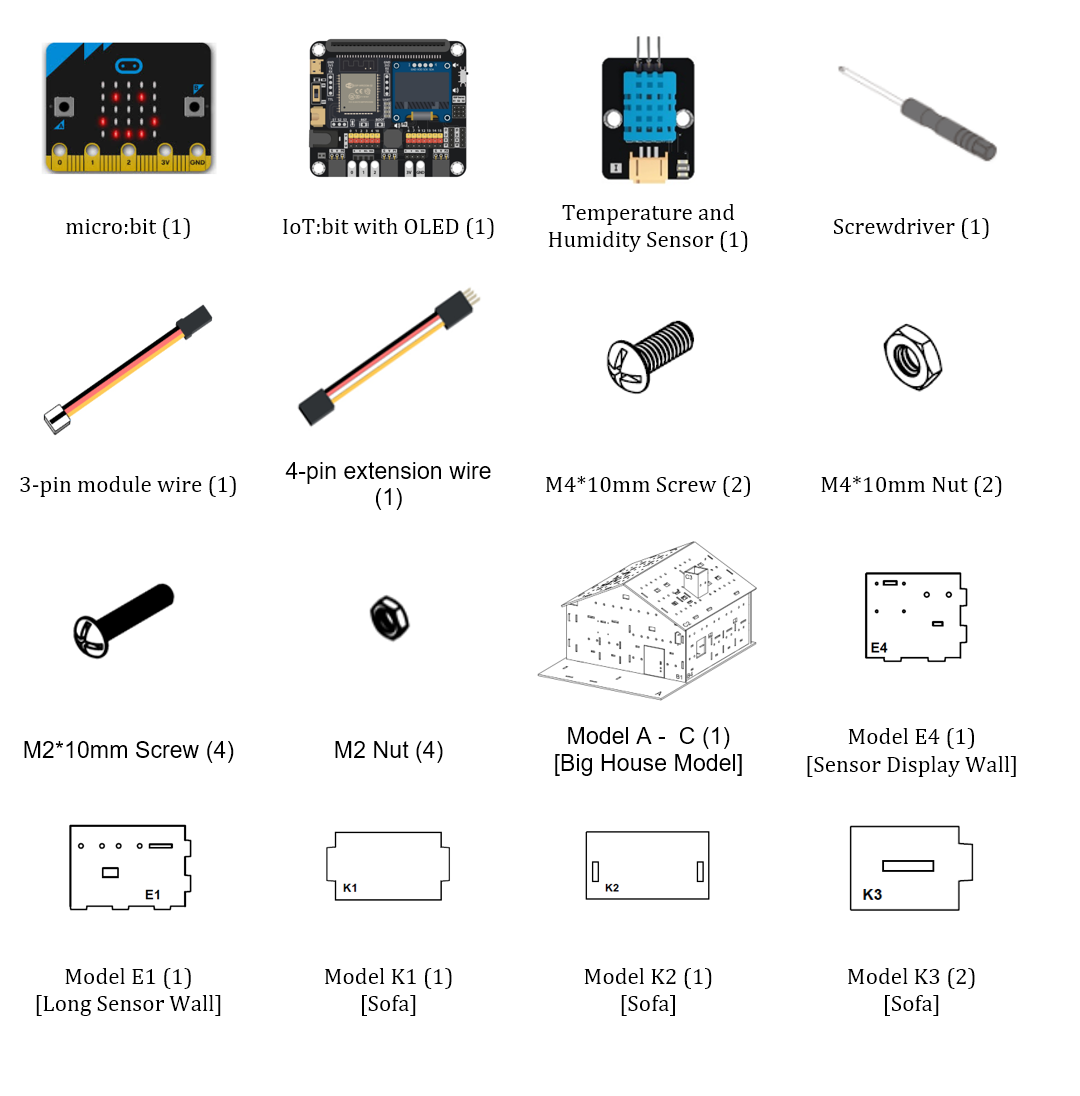 0 1 2 3V GND
micro:bit (1)
IoT:bit with OLED (1)
Temperature and
Humidity Sensor (1)
Screwdriver (1)
3-pin module wire (1)
4-pin extension wire
(1)
M4*10mm Screw (2)
M4*10mm Nut (2)
M2*10mm Screw (4)
M2 Nut (4)
A
B1
Model A -  C (1)
[Big House Model]
E4
Model E4 (1)
[Sensor Display Wall]
E1
Model E1 (1)
[Long Sensor Wall]
K1
Model K1 (1)
[Sofa]
K2
Model K2 (1)
[Sofa]
K3
Model K3 (2)
[Sofa]